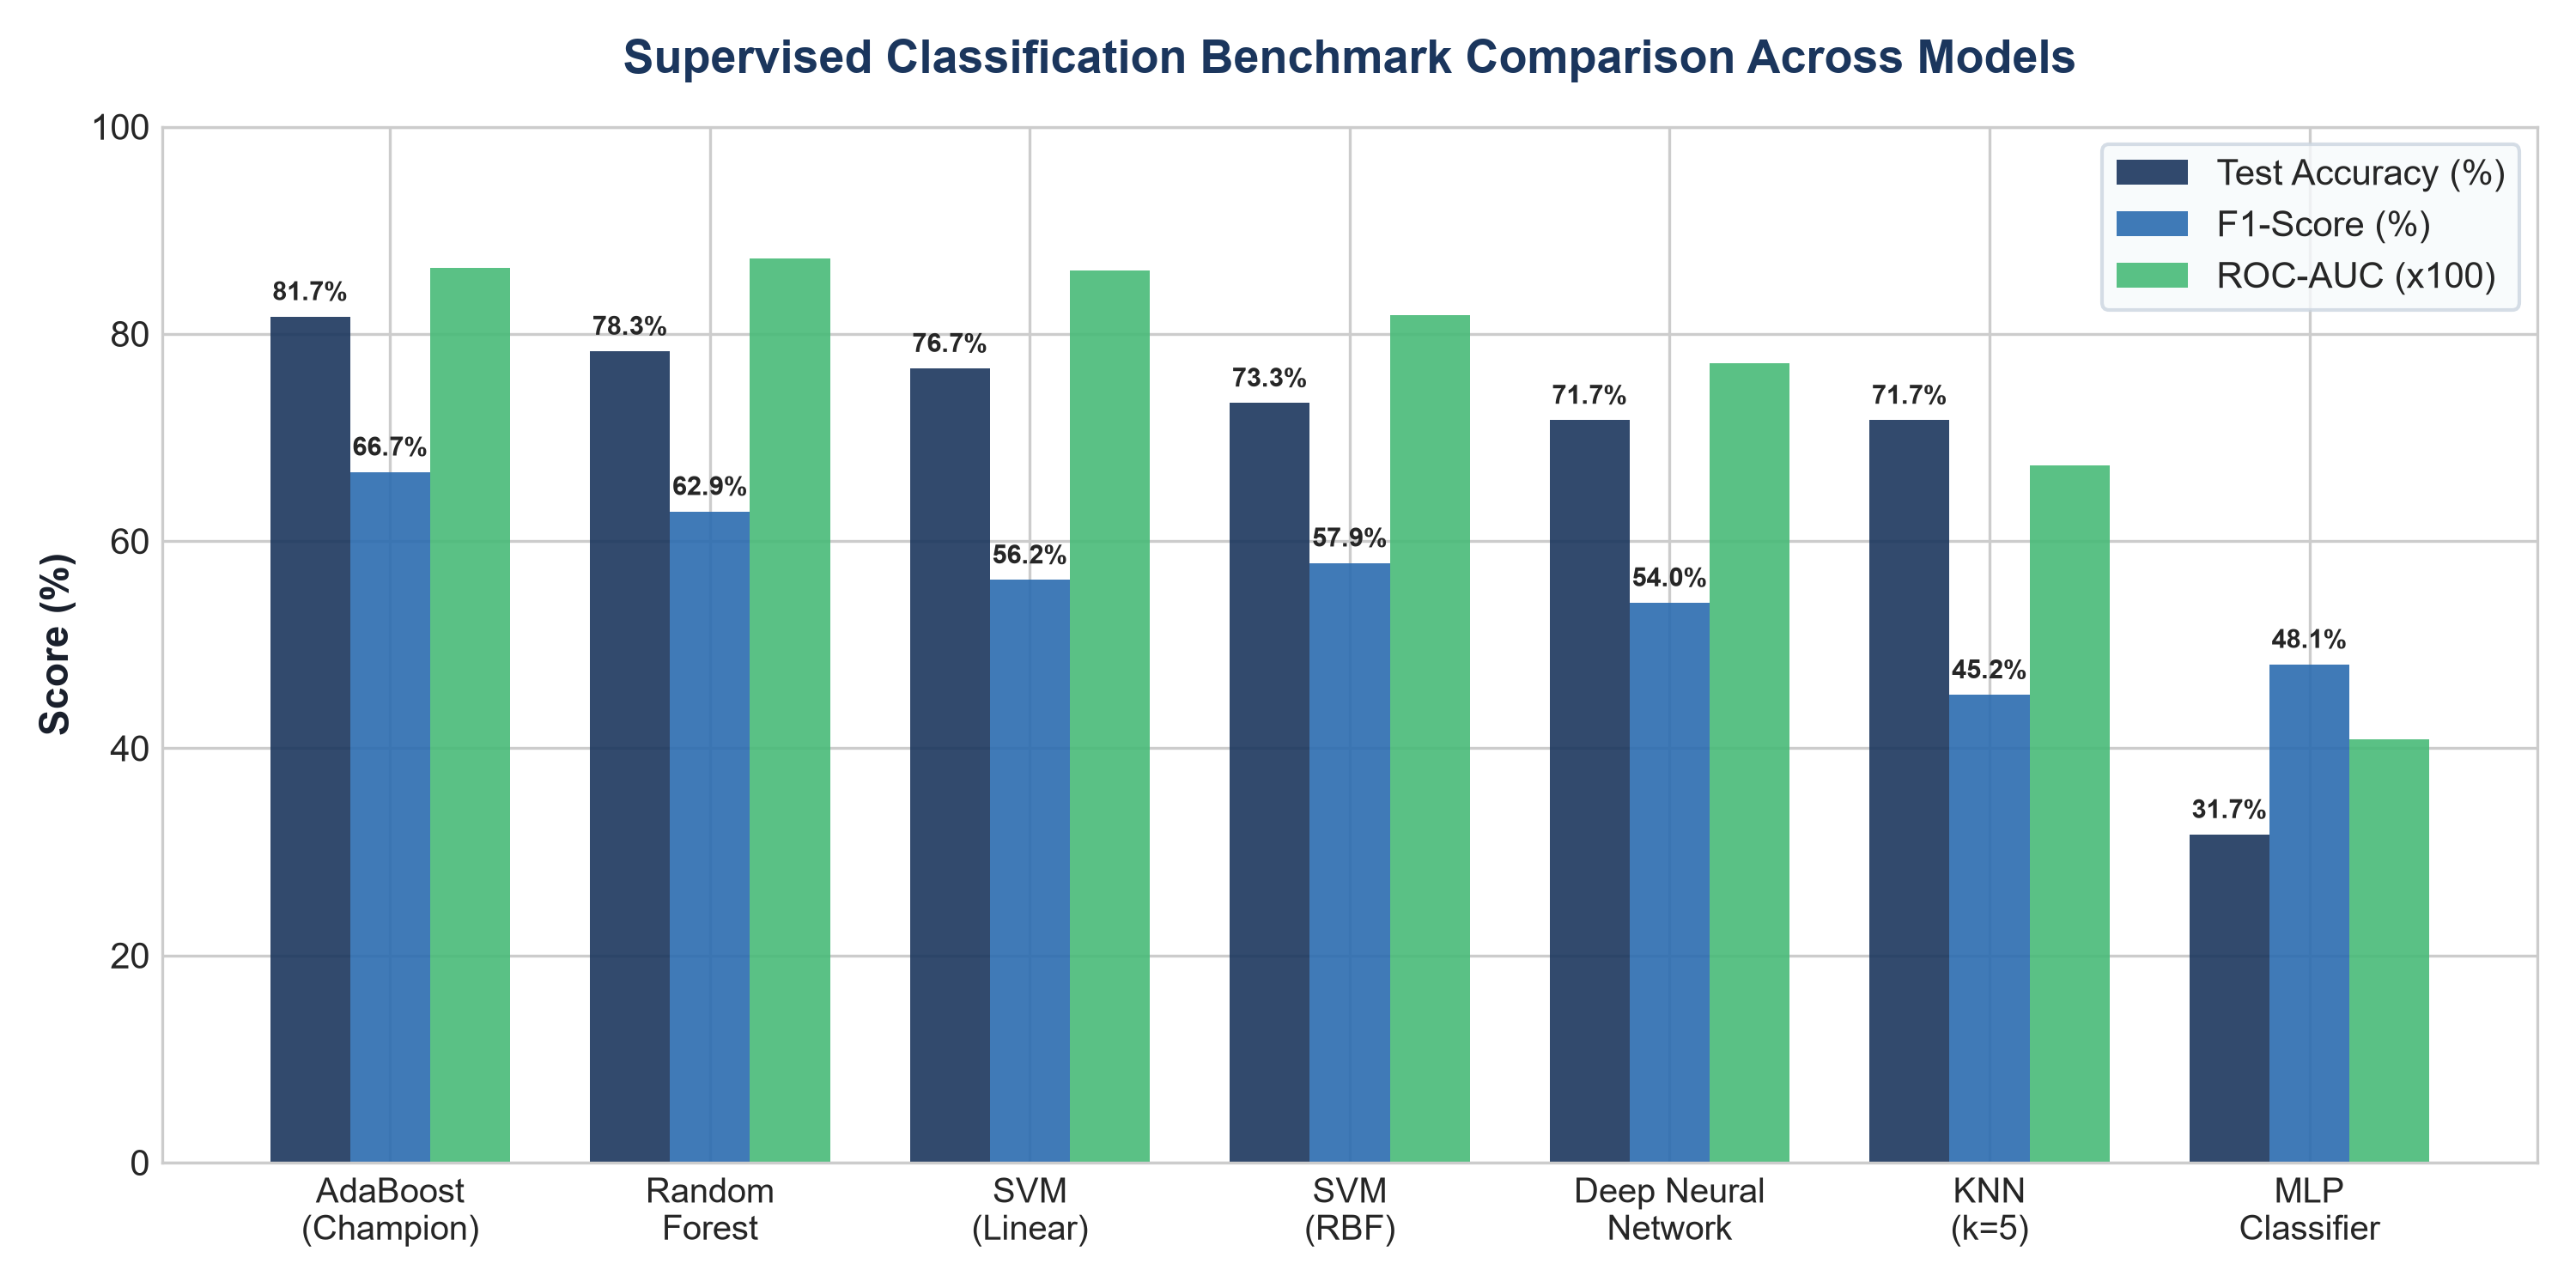 Supervised Classification Benchmark Comparison Across Models
100
80
60
40
20
0
Score (%)
Test Accuracy (%)
F1-Score (%)
ROC-AUC (x100)
81.7%
66.7%
78.3%
62.9%
76.7%
56.2%
73.3%
57.9%
71.7%
54.0%
71.7%
45.2%
31.7%
48.1%
AdaBoost
(Champion)
Random
Forest
SVM
(Linear)
SVM
(RBF)
Deep Neural
Network
KNN
(k=5)
MLP
Classifier